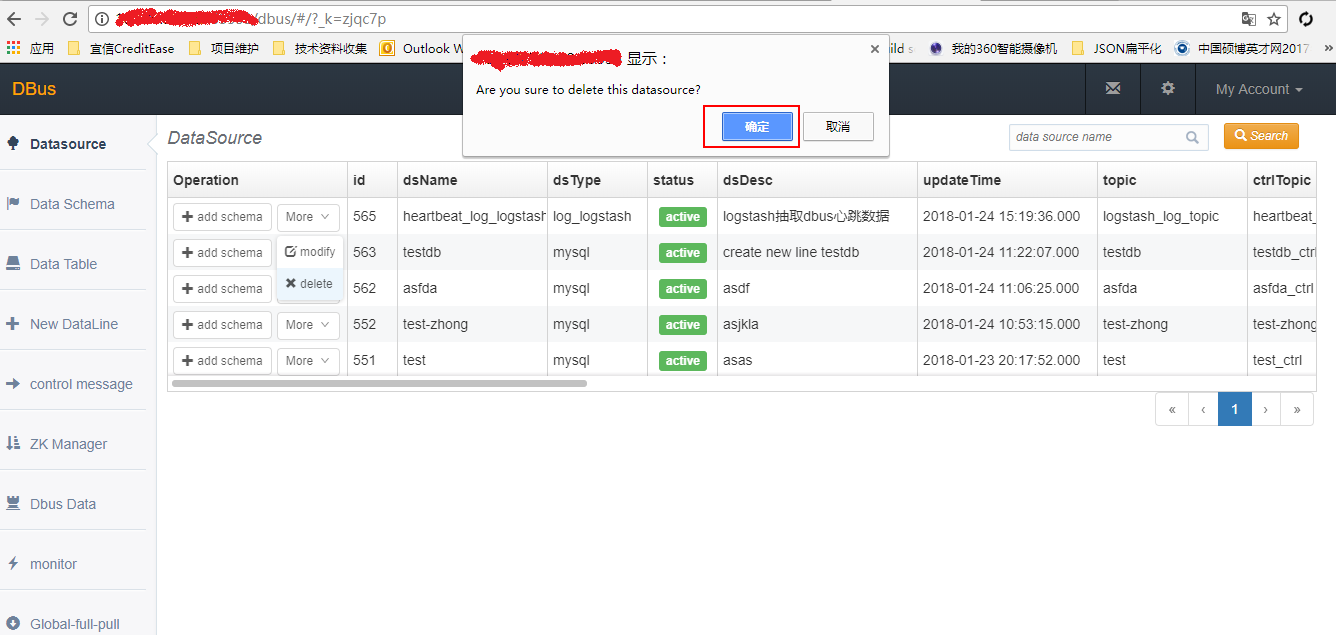 /dbus/#/?_k=zjqc7p
应用 宜信CreditEase 项目维护 技术资料收集 Outlook W ild s 我的360智能摄像机 JSON扁平化 中国硕博英才网2017 »
显示：
Are you sure to delete this datasource?
确定 取消
DBus My Account
Datasource
Data Schema
Data Table
New DataLine
control message
ZK Manager
Dbus Data
monitor
Global-full-pull
DataSource data source name Search
Operation id dsName dsType status dsDesc updateTime topic ctrlTopic
add schema More 565 heartbeat_log_logstash log_logstash active logstash抽取dbus心跳数据 2018-01-24 15:19:36.000 logstash_log_topic heartbeat_
add schema 563 testdb mysql active create new line testdb 2018-01-24 11:22:07.000 testdb testdb_ctrl
modify
delete
add schema 562 asfda mysql active asdf 2018-01-24 11:06:25.000 asfda asfda_ctrl
add schema More 552 test-zhong mysql active asjkla 2018-01-24 10:53:15.000 test-zhong test-zhong
add schema More 551 test mysql active asas 2018-01-23 20:17:52.000 test test_ctrl
« ‹ 1 › »